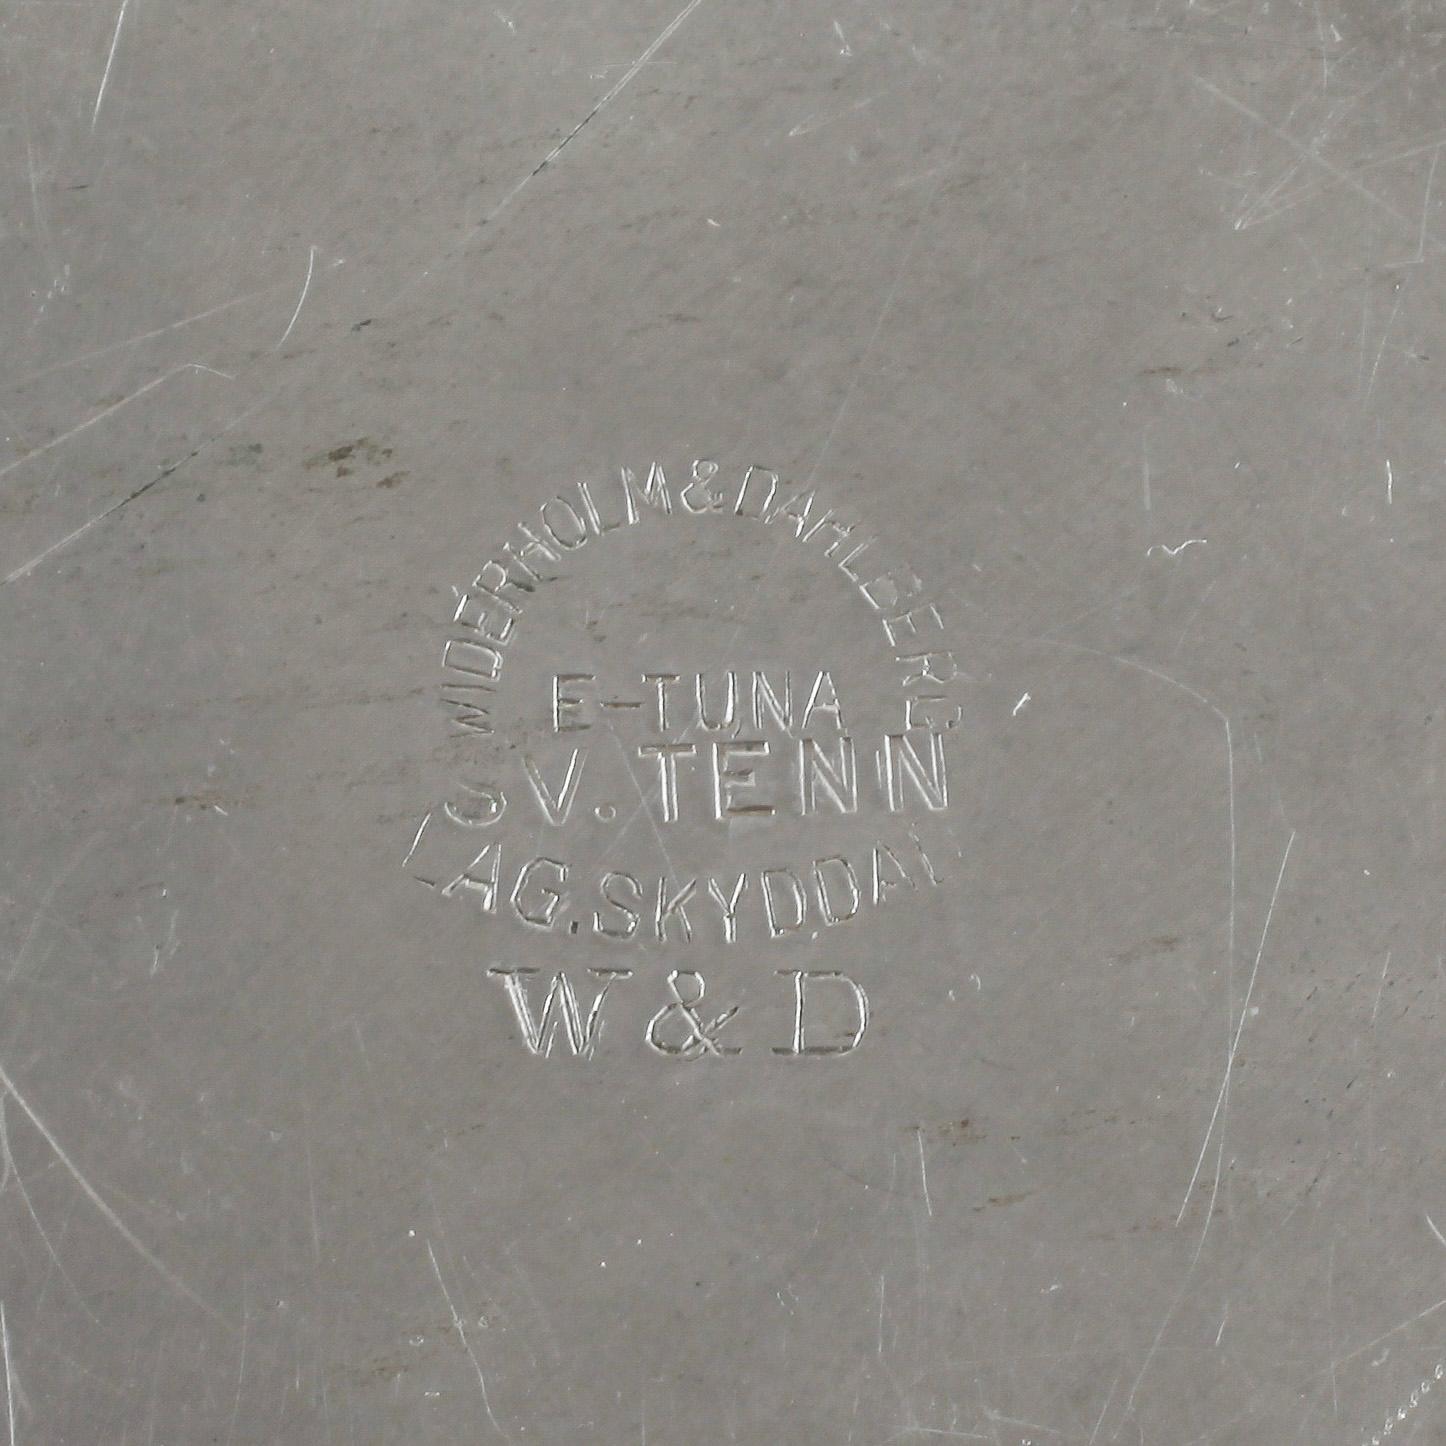 WIDERHOLM & DAHLBERG
E-TUNA
SV. TENN
LAG. SKYDDAD
W & D